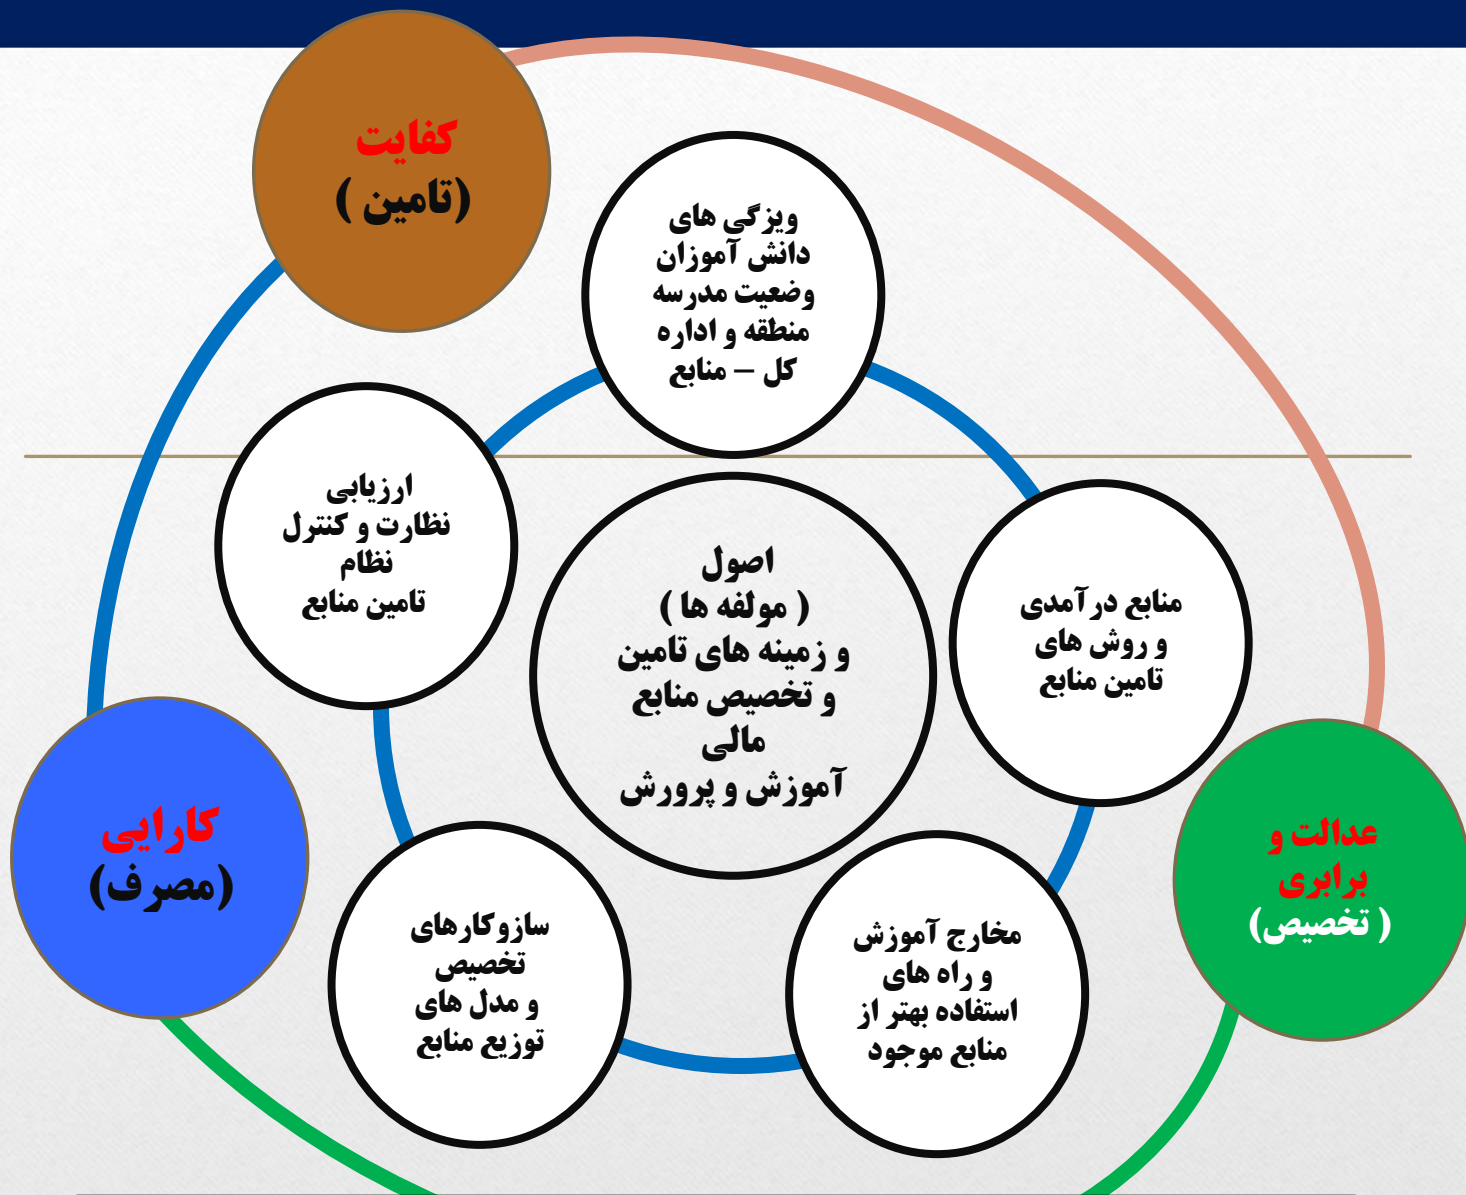 کفایت
(تامین )
ویزگی های
دانش آموزان
وضعیت مدرسه
منطقه و اداره
کل – منابع
ارزیابی
نظارت و کنترل
نظام
تامین منابع
اصول
( مولفه ها )
و زمینه های تامین
و تخصیص منابع
مالی
آموزش و پرورش
منابع درآمدی
و روش های
تامین منابع
کارایی
(مصرف)
عدالت و
برابری
( تخصیص)
سازوکارهای
تخصیص
و مدل های
توزیع منابع
مخارج آموزش
و راه های
استفاده بهتر از
منابع موجود